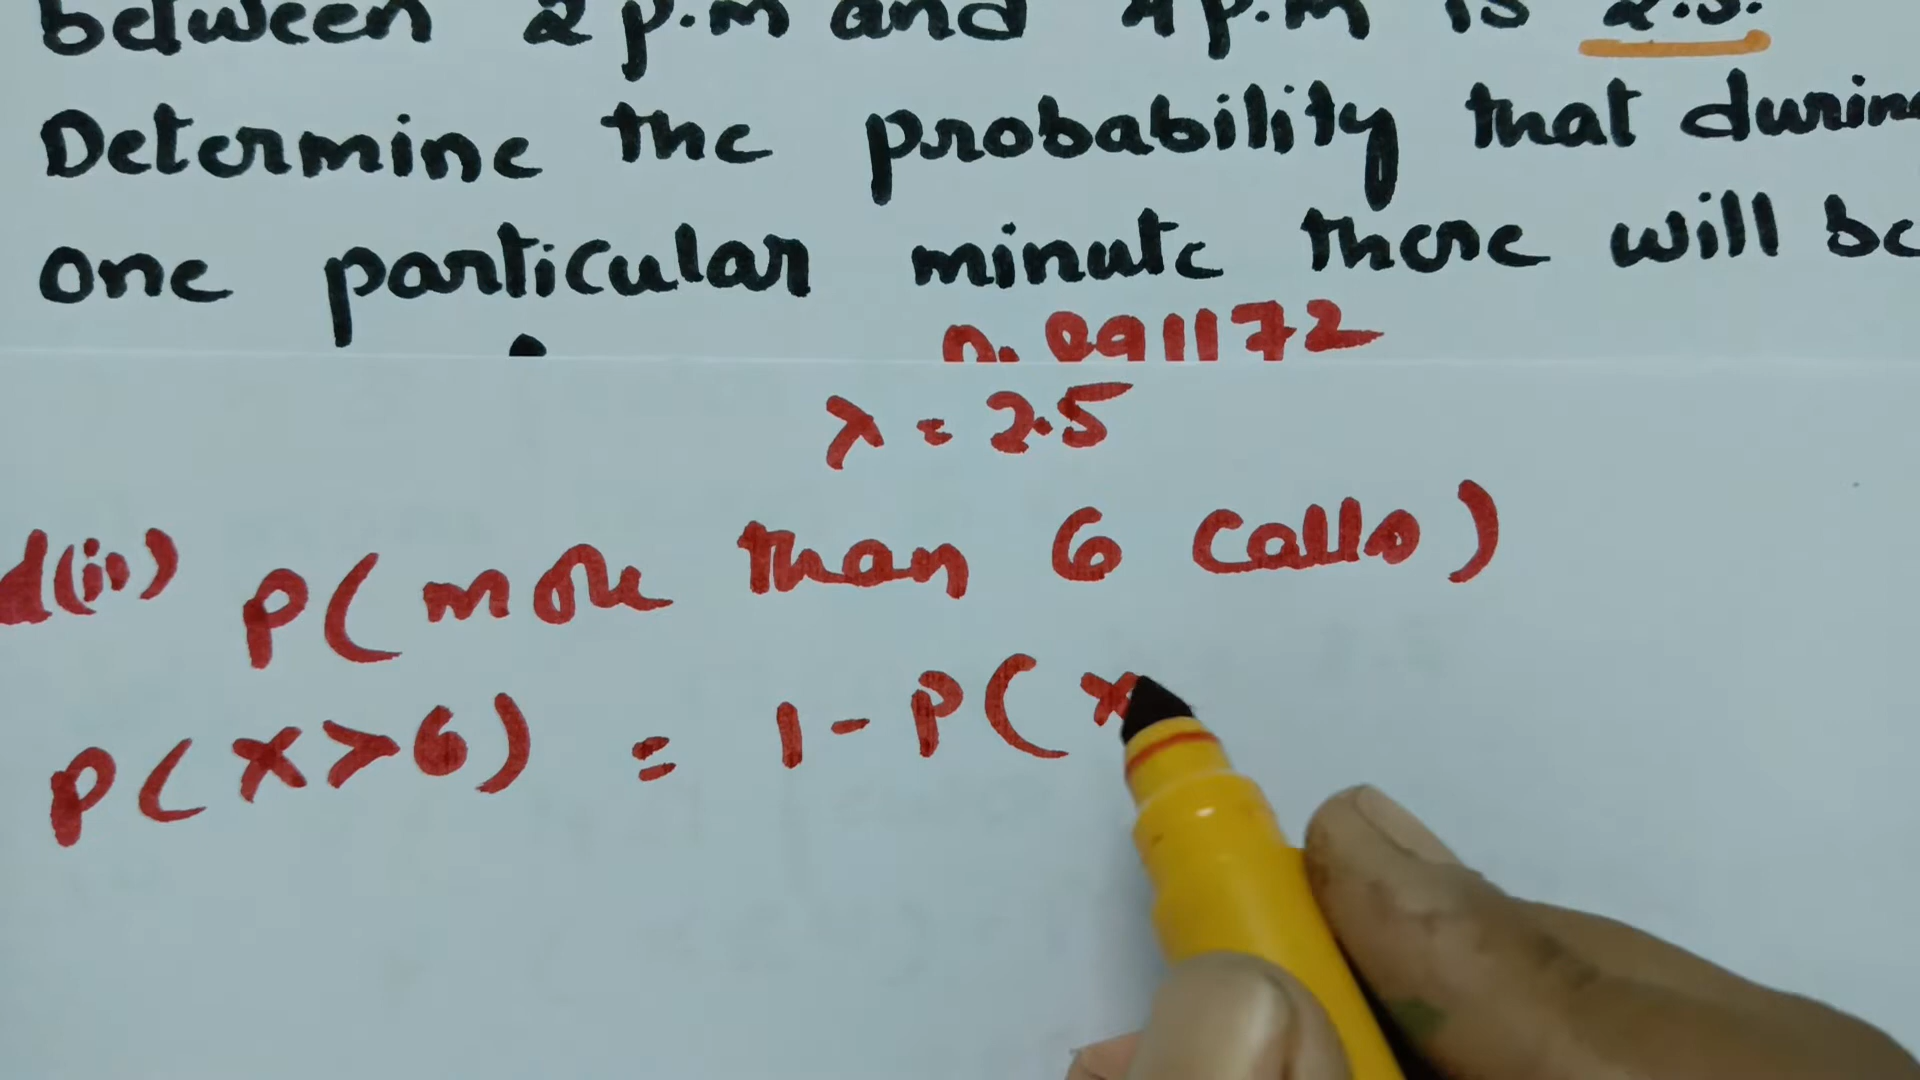 between 2 p.m and 4 p.m is 2.5.
Determine the probability that during
one particular minute there will be
0.891172
λ = 2.5
d(ii) P(more than 6 calls)
P(x>6) = 1-P(x